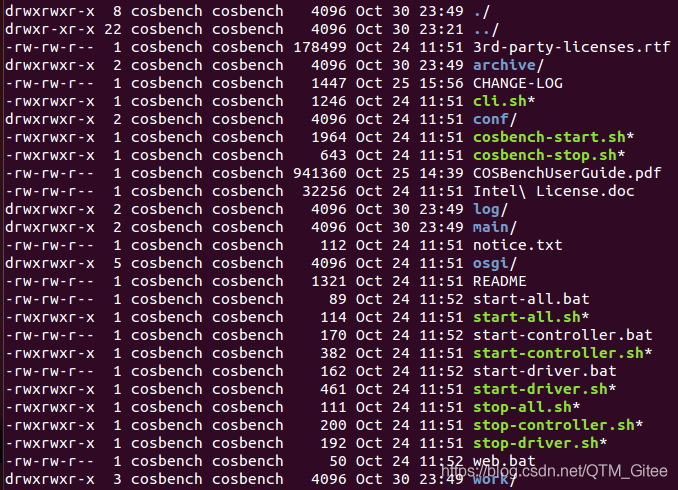 drwxrwxr-x  8 cosbench cosbench   4096 Oct 30 23:49 ./
drwxr-xr-x 22 cosbench cosbench   4096 Oct 30 23:21 ../
-rw-rw-r--  1 cosbench cosbench 178499 Oct 24 11:51 3rd-party-licenses.rtf
drwxrwxr-x  2 cosbench cosbench   4096 Oct 30 23:49 archive/
-rw-rw-r--  1 cosbench cosbench   1447 Oct 25 15:56 CHANGE-LOG
-rwxrwxr-x  1 cosbench cosbench   1246 Oct 24 11:51 cli.sh*
drwxrwxr-x  2 cosbench cosbench   4096 Oct 24 11:51 conf/
-rwxrwxr-x  1 cosbench cosbench   1964 Oct 24 11:51 cosbench-start.sh*
-rwxrwxr-x  1 cosbench cosbench    643 Oct 24 11:51 cosbench-stop.sh*
-rw-rw-r--  1 cosbench cosbench 941360 Oct 25 14:39 COSBenchUserGuide.pdf
-rw-rw-r--  1 cosbench cosbench  32256 Oct 24 11:51 Intel\ License.doc
drwxrwxr-x  2 cosbench cosbench   4096 Oct 30 23:49 log/
drwxrwxr-x  2 cosbench cosbench   4096 Oct 30 23:49 main/
-rw-rw-r--  1 cosbench cosbench    112 Oct 24 11:51 notice.txt
drwxrwxr-x  5 cosbench cosbench   4096 Oct 24 11:51 osgi/
-rw-rw-r--  1 cosbench cosbench   1321 Oct 24 11:51 README
-rw-rw-r--  1 cosbench cosbench     89 Oct 24 11:52 start-all.bat
-rwxrwxr-x  1 cosbench cosbench    114 Oct 24 11:51 start-all.sh*
-rw-rw-r--  1 cosbench cosbench    170 Oct 24 11:52 start-controller.bat
-rwxrwxr-x  1 cosbench cosbench    382 Oct 24 11:51 start-controller.sh*
-rw-rw-r--  1 cosbench cosbench    162 Oct 24 11:52 start-driver.bat
-rwxrwxr-x  1 cosbench cosbench    461 Oct 24 11:51 start-driver.sh*
-rwxrwxr-x  1 cosbench cosbench    111 Oct 24 11:51 stop-all.sh*
-rwxrwxr-x  1 cosbench cosbench    200 Oct 24 11:51 stop-controller.sh*
-rwxrwxr-x  1 cosbench cosbench    192 Oct 24 11:51 stop-driver.sh*
-rw-rw-r--  1 cosbench cosbench     50 Oct 24 11:52 web.bat
drwxrwxr-x  3 cosbench cosbench   4096 Oct 30 23:49 work/
https://blog.csdn.net/QTM_Gitee